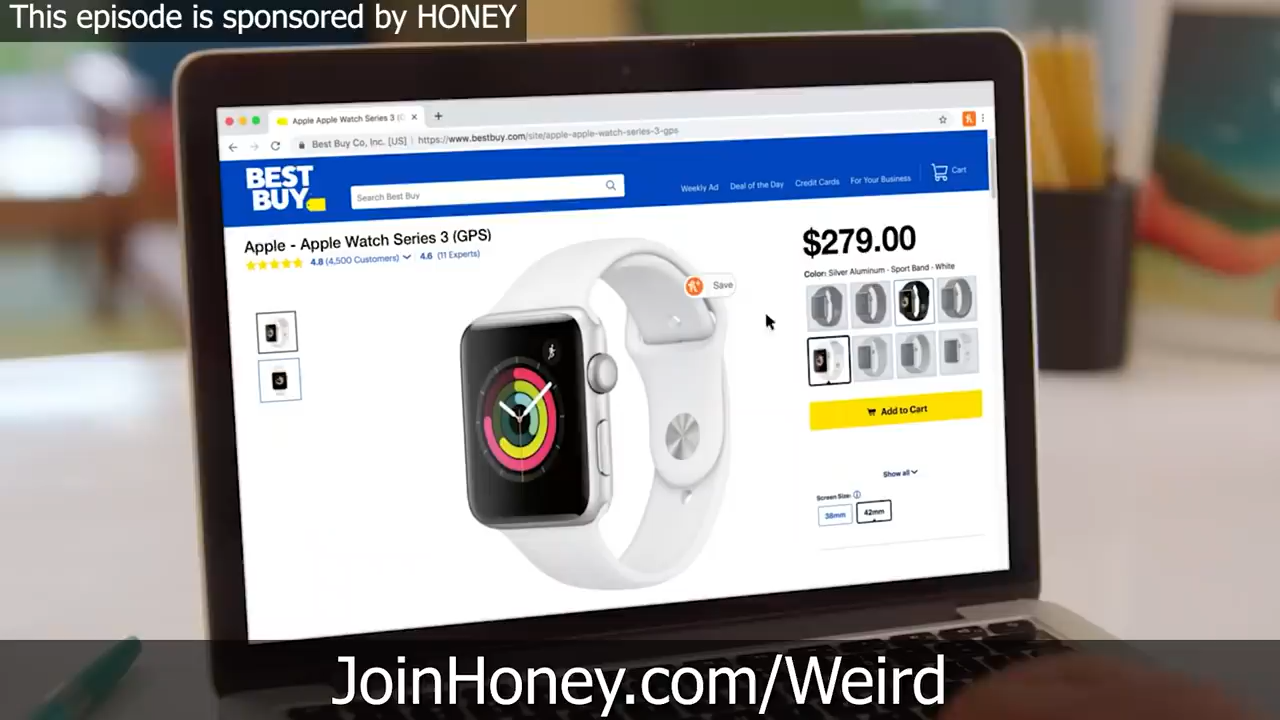 This episode is sponsored by HONEY
Apple Apple Watch Series 3 (
Best Buy Co, Inc. [US] | https://www.bestbuy.com/site/apple-apple-watch-series-3-gps
BEST
BUY
Search Best Buy
Weekly Ad Deal of the Day Credit Cards For Your Business Cart
Apple - Apple Watch Series 3 (GPS)
4.8 (4,500 Customers) 4.6 (11 Experts)
$279.00
Color: Silver Aluminum - Sport Band - White
Save
Add to Cart
Show all
Screen Size:
38mm 42mm
JoinHoney.com/Weird